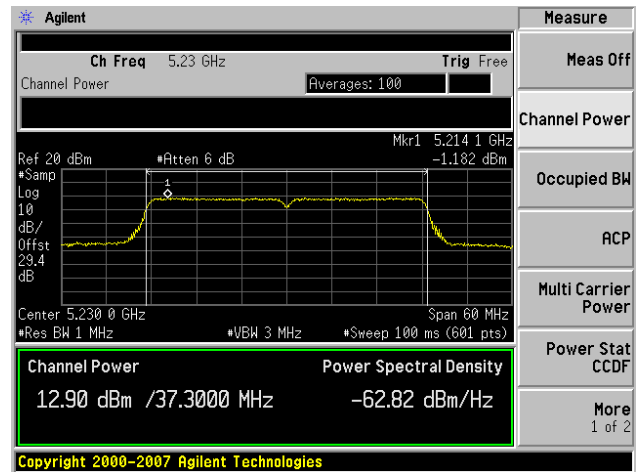 Agilent
Measure
Ch Freq 5.23 GHz Trig Free
Channel Power Averages: 100
Mkr1 5.214 1 GHz
Ref 20 dBm #Atten 6 dB -1.182 dBm
#Samp
Log
10
dB/
Offst
29.4
dB
1
Center 5.230 0 GHz Span 60 MHz
#Res BW 1 MHz #VBW 3 MHz #Sweep 100 ms (601 pts)
Channel Power Power Spectral Density
12.90 dBm /37.3000 MHz -62.82 dBm/Hz
Copyright 2000-2007 Agilent Technologies
Meas Off
Channel Power
Occupied BW
ACP
Multi Carrier
Power
Power Stat
CCDF
More
1 of 2